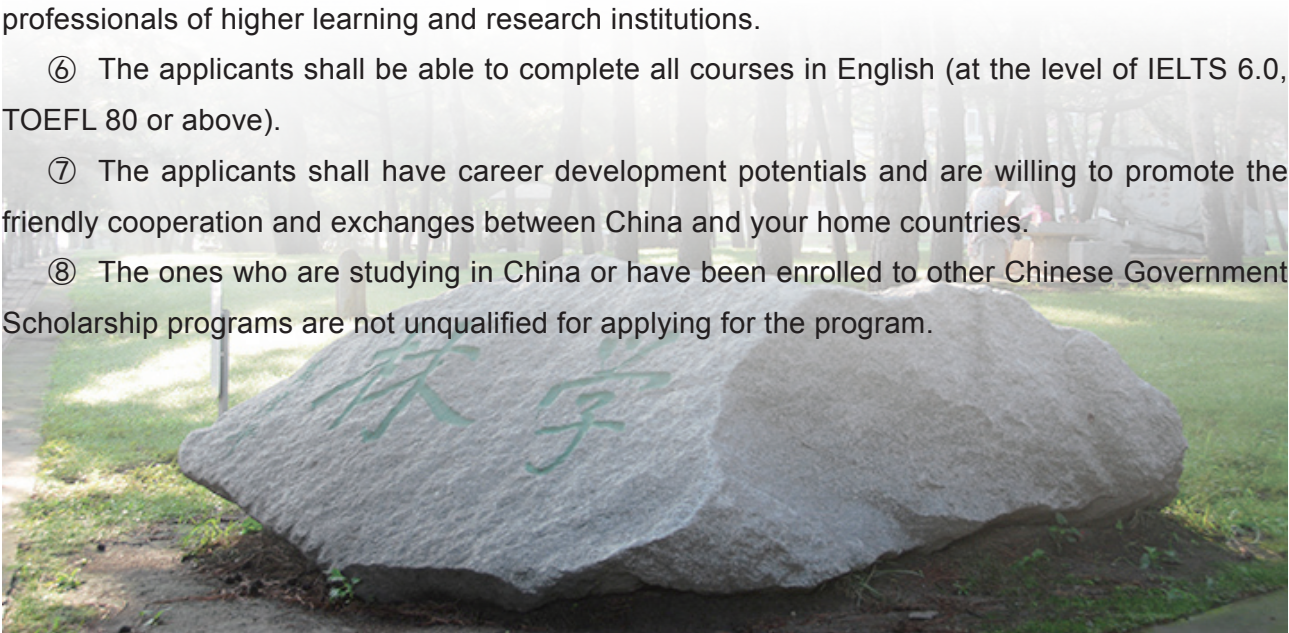 professionals of higher learning and research institutions.
⑥ The applicants shall be able to complete all courses in English (at the level of IELTS 6.0,
TOEFL 80 or above).
⑦ The applicants shall have career development potentials and are willing to promote the
friendly cooperation and exchanges between China and your home countries.
⑧ The ones who are studying in China or have been enrolled to other Chinese Government
Scholarship programs are not unqualified for applying for the program.
学